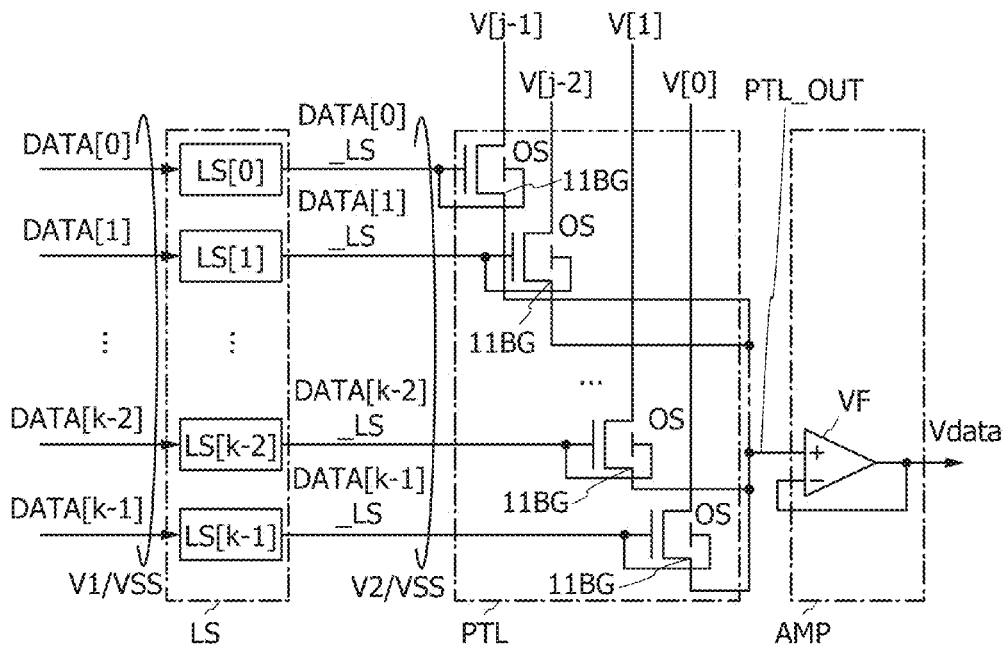 V[j-1]
V[1]
V[j-2]
V[0]
PTL_OUT
DATA[0]
LS[0]
DATA[0]
_LS
OS
11BG
DATA[1]
LS[1]
DATA[1]
_LS
OS
11BG
...
...
...
DATA[k-2]
LS[k-2]
DATA[k-2]
_LS
OS
11BG
VF
+
−
Vdata
DATA[k-1]
LS[k-1]
DATA[k-1]
_LS
OS
11BG
V1/VSS
V2/VSS
LS
PTL
AMP